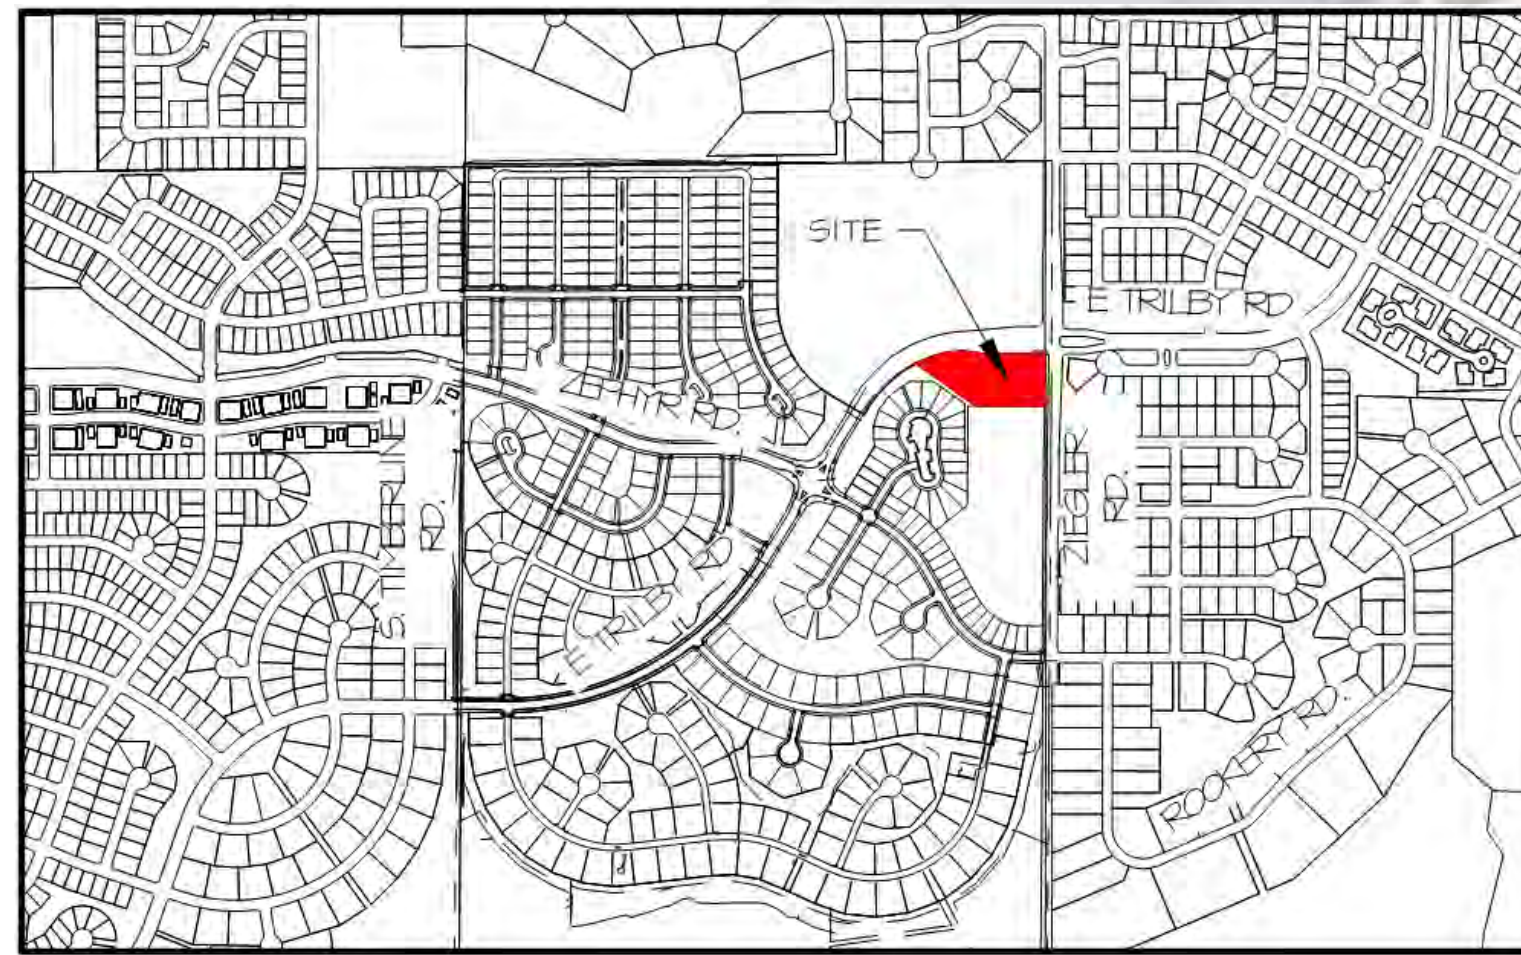 SITE
E TRILBY RD
ZEPHYR RD.
S. TIMBERLINE
RD.
ZIEGLER
RD.
E TRILBY RD
ROOKERY RD